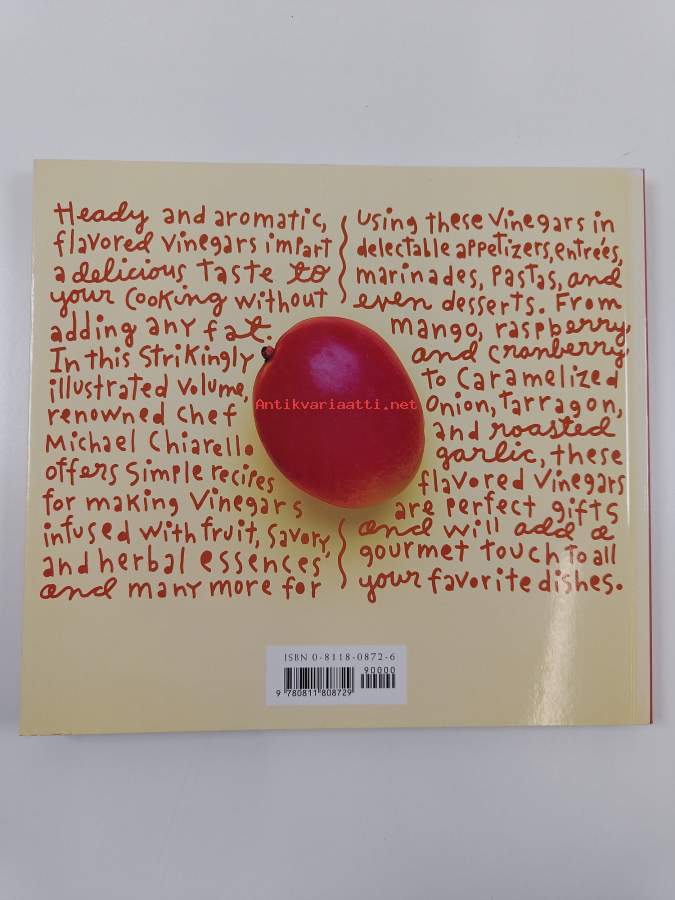 Heady and aromatic,
flavored vinegars impart
a delicious taste to
your cooking without
adding any fat.
In this strikingly
illustrated volume,
renowned chef
Michael Chiarello
offers simple recipes
for making vinegars
infused with fruit, savory,
and herbal essences,
and many more for
using these vinegars in
delectable appetizers, entrées,
marinades, pastas, and
even desserts. From
mango, raspberry,
and cranberry,
to caramelized
onion, tarragon,
and roasted
garlic, these
flavored vinegars
are perfect gifts
and will add a
gourmet touch to all
your favorite dishes.
Antikvariaatti.net
ISBN 0-8118-0872-6
90000
9 780811 808729